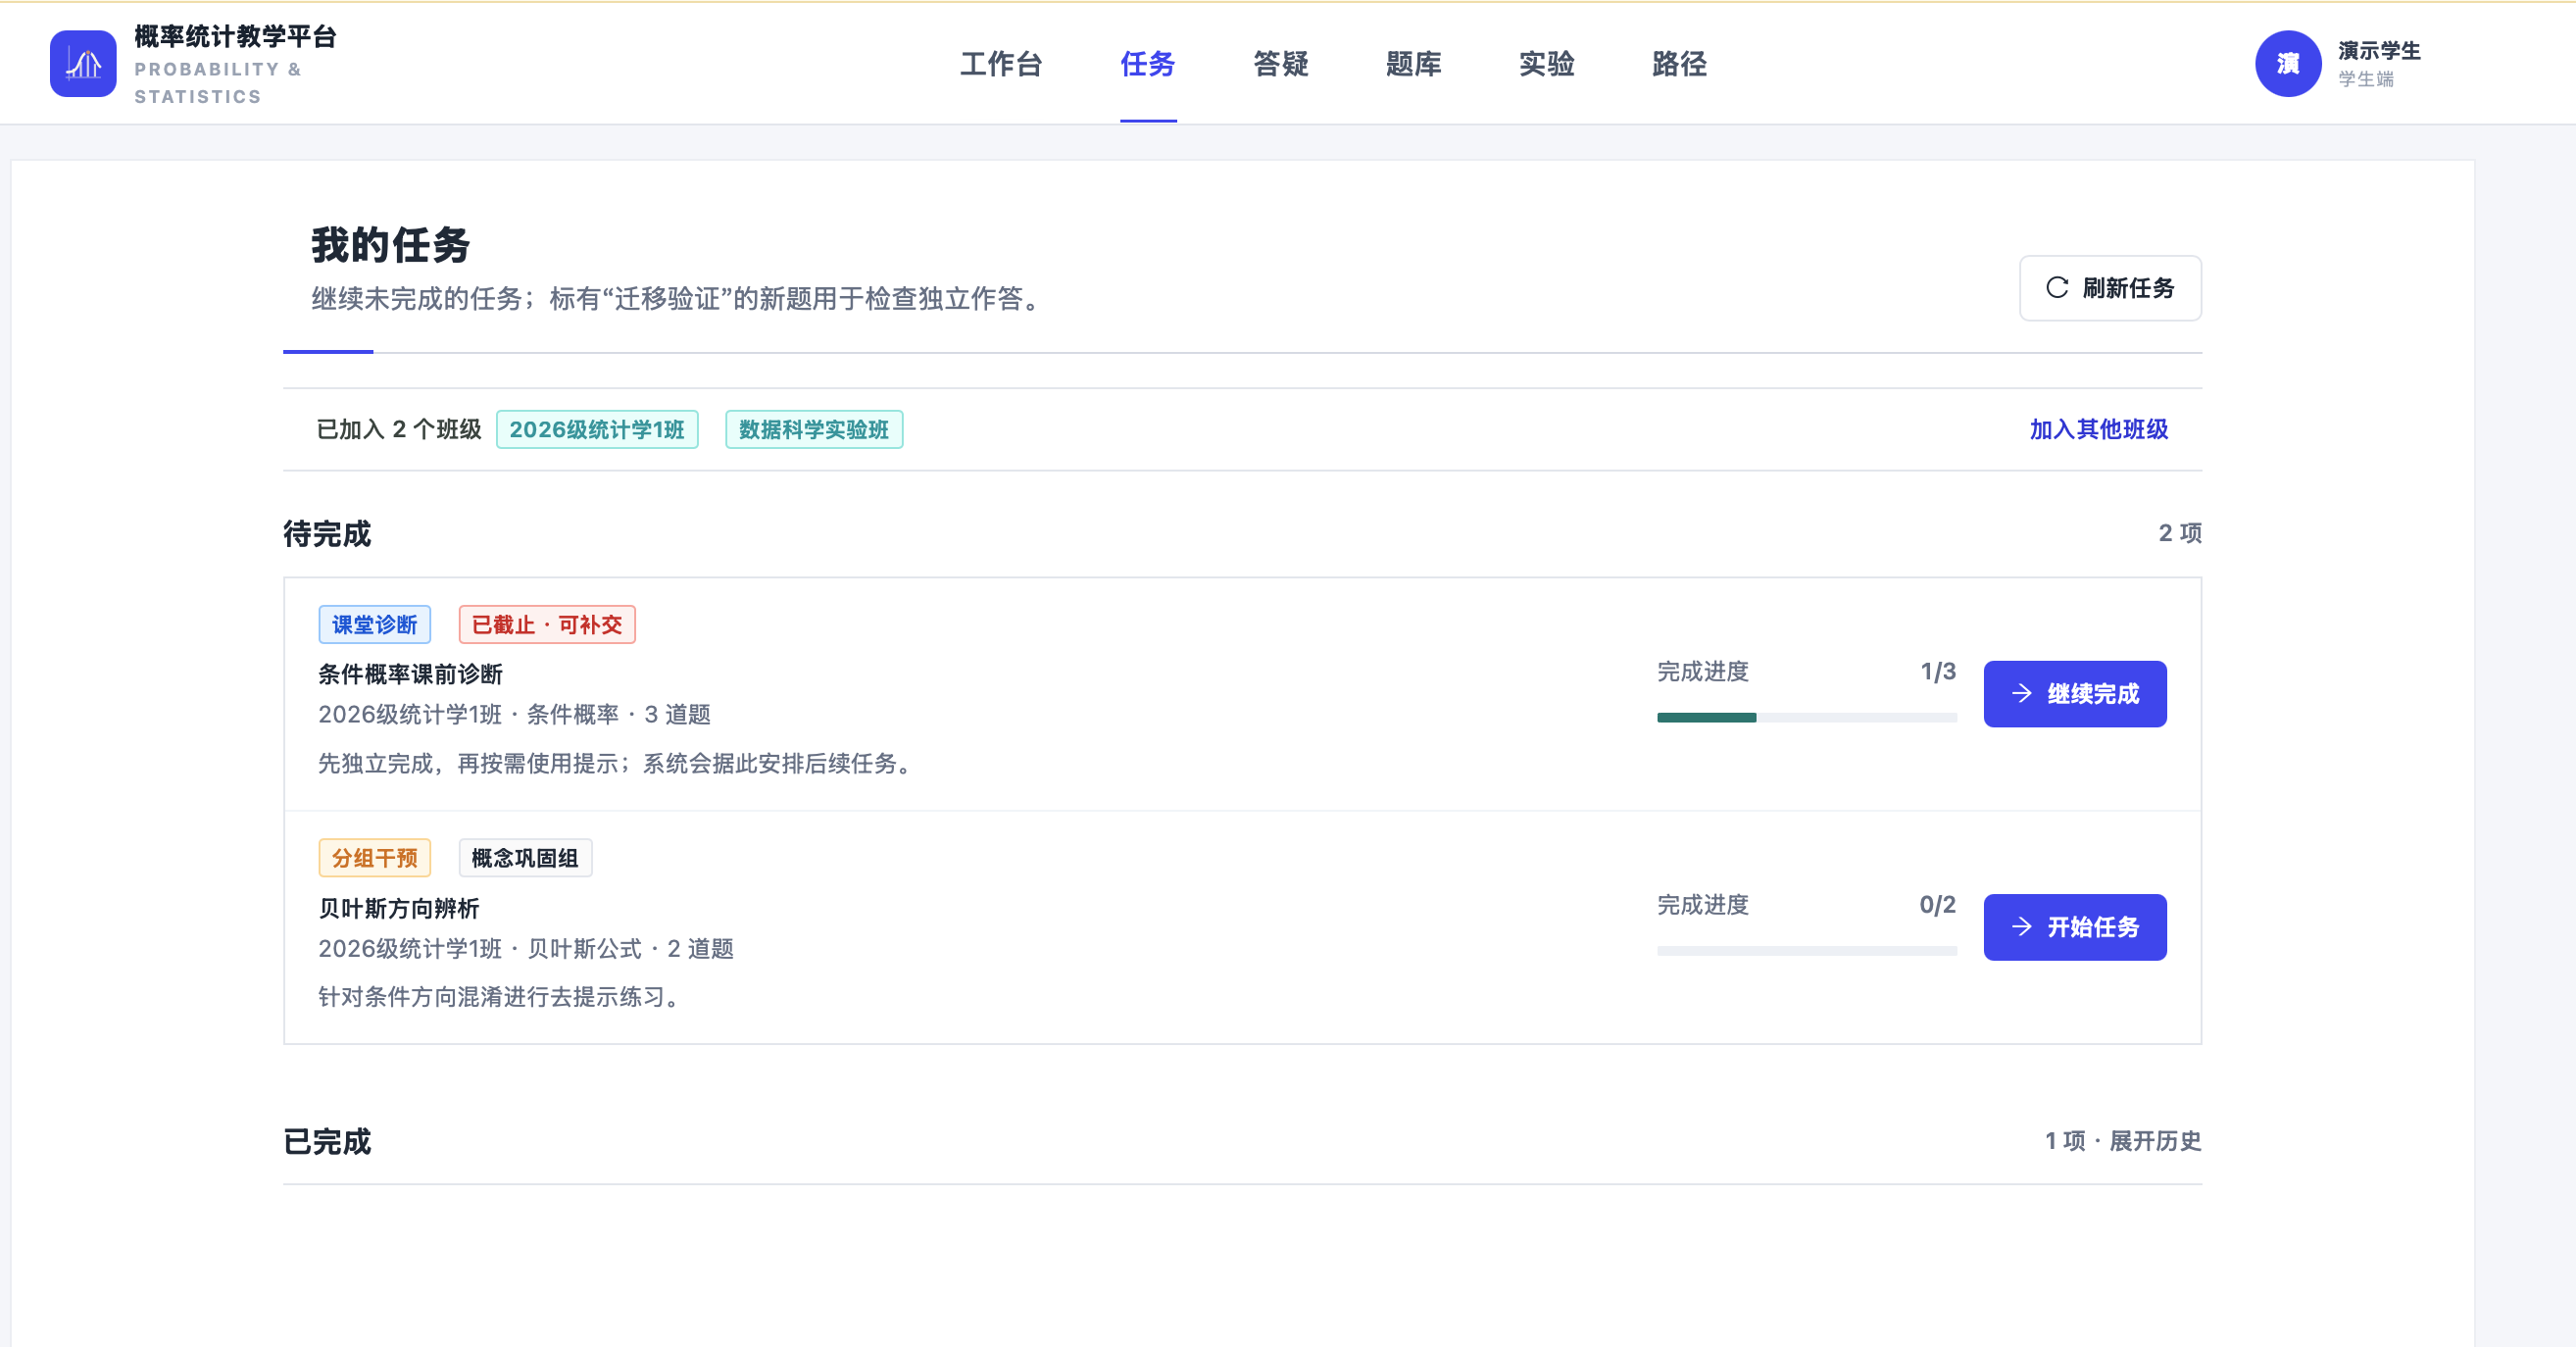 概率统计教学平台
PROBABILITY &
STATISTICS
工作台 任务 答疑 题库 实验 路径
演 演示学生
学生端
我的任务
继续未完成的任务；标有“迁移验证”的新题用于检查独立作答。
刷新任务
已加入 2 个班级 2026级统计学1班 数据科学实验班 加入其他班级
待完成 2 项
课堂诊断 已截止 · 可补交
条件概率课前诊断
2026级统计学1班 · 条件概率 · 3 道题
先独立完成，再按需使用提示；系统会据此安排后续任务。
完成进度 1/3
继续完成
分组干预 概念巩固组
贝叶斯方向辨析
2026级统计学1班 · 贝叶斯公式 · 2 道题
针对条件方向混淆进行去提示练习。
完成进度 0/2
开始任务
已完成 1 项 · 展开历史